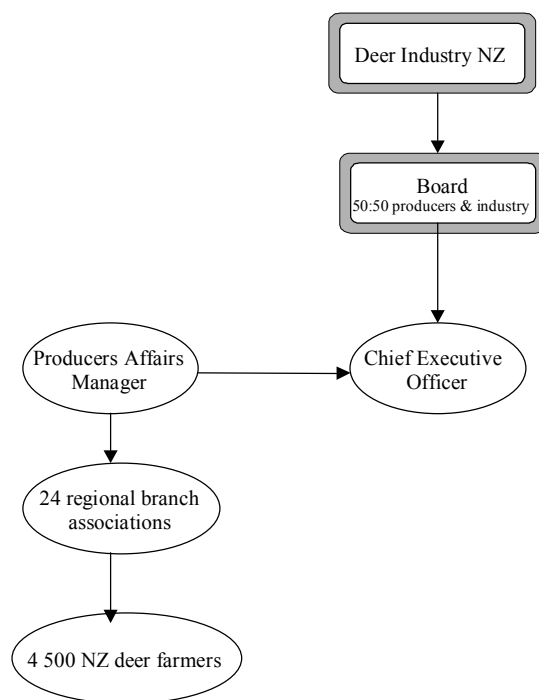 Deer Industry NZ
Board
50:50 producers & industry
Producers Affairs
Manager
Chief Executive
Officer
24 regional branch
associations
4 500 NZ deer farmers